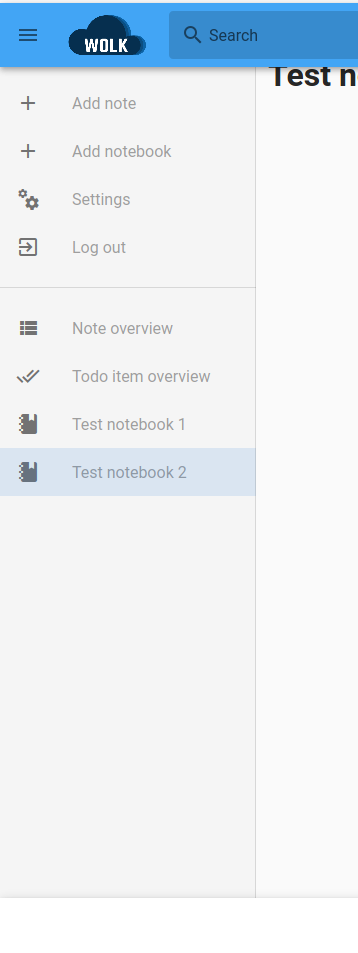 WOLK
Search
Test n
Add note
Add notebook
Settings
Log out
Note overview
Todo item overview
Test notebook 1
Test notebook 2